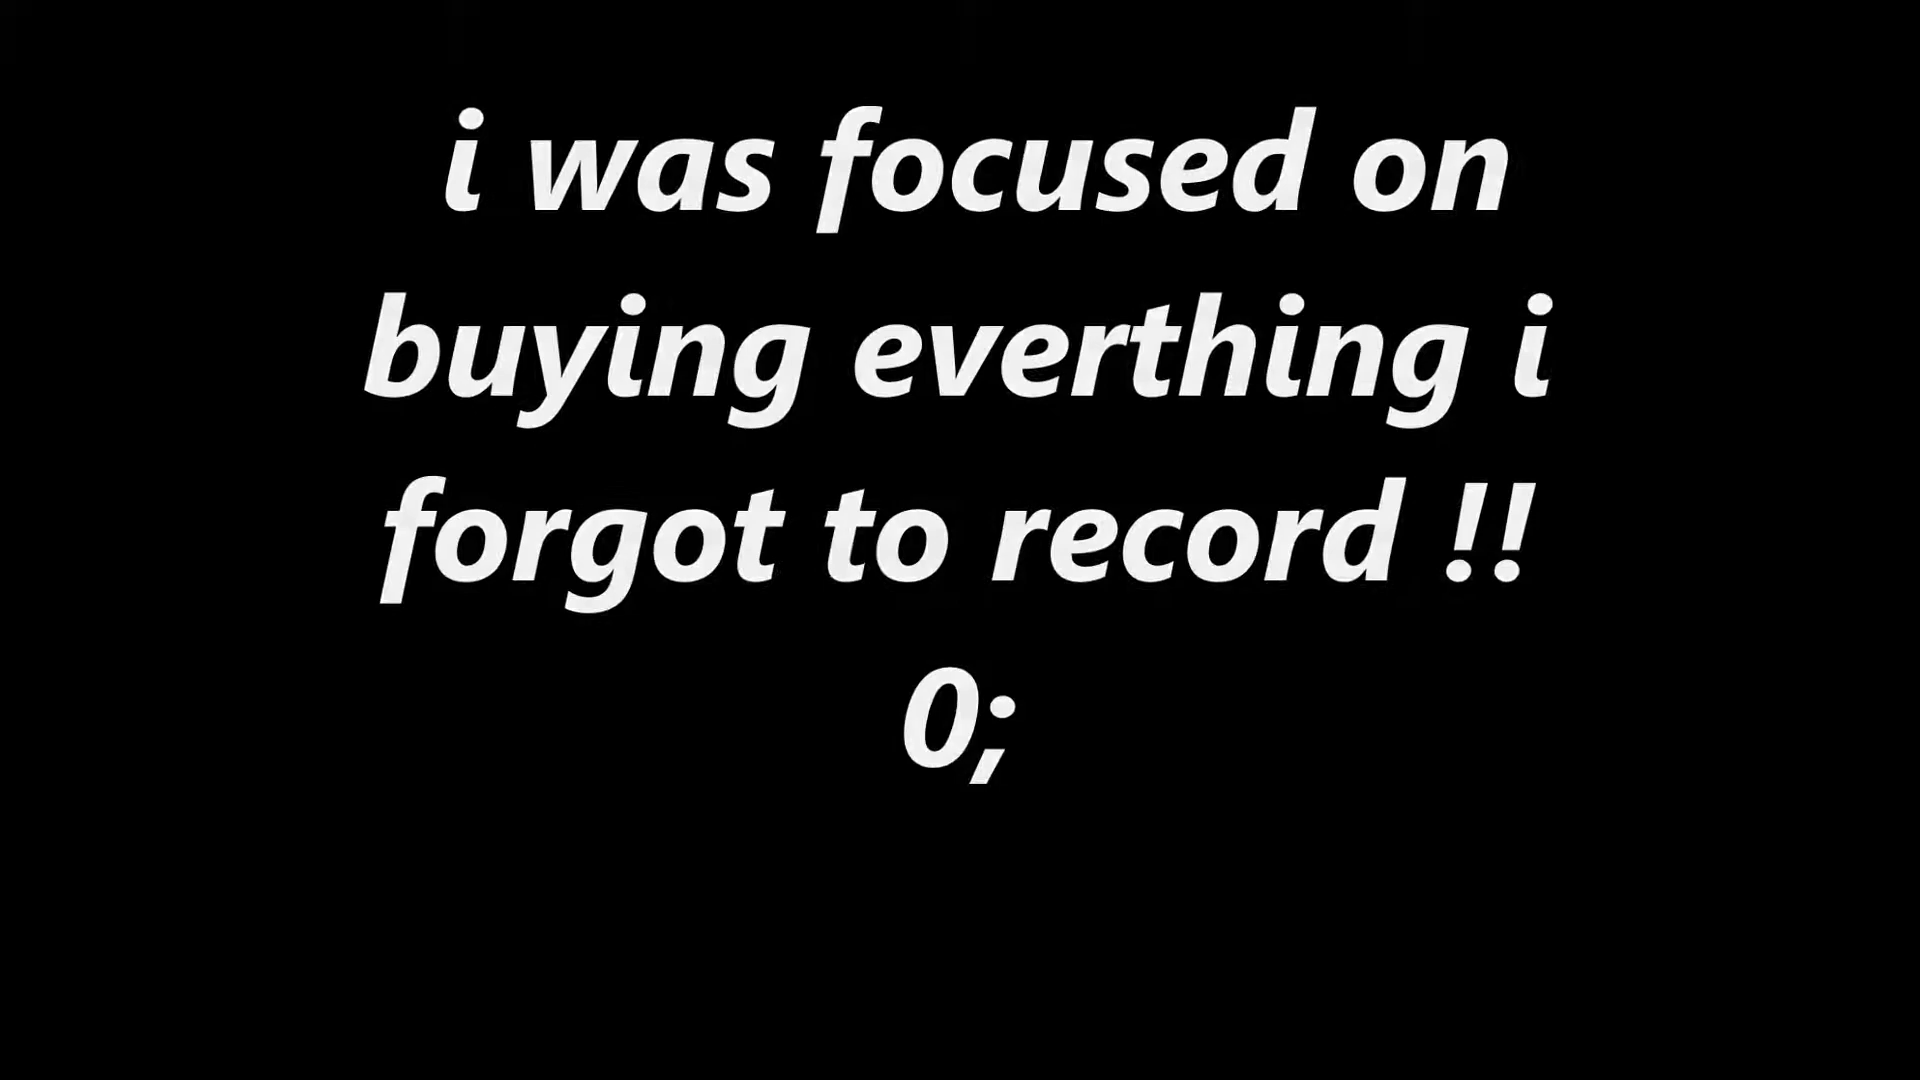 i was focused on
buying everthing i
forgot to record !!
0;